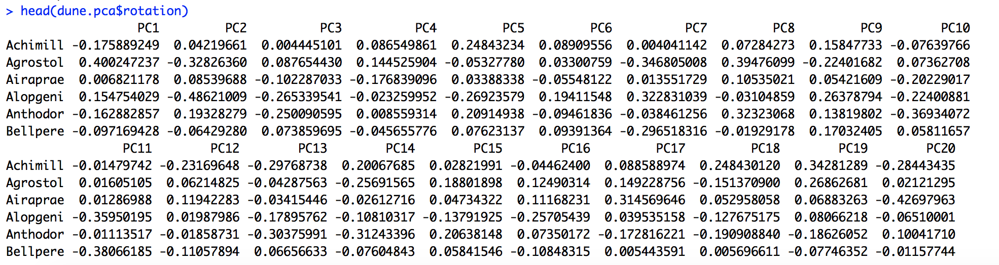 > head(dune.pca$rotation)
PC1 PC2 PC3 PC4 PC5 PC6 PC7 PC8 PC9 PC10
Achimill -0.175889249 0.04219661 0.004445101 0.086549861 0.24843234 0.08909556 0.004041142 0.07284273 0.15847733 -0.07639766
Agrostol 0.400247237 -0.32826360 0.087654430 0.144525904 -0.05327780 0.03300759 -0.346805008 0.39476099 -0.22401682 0.07362708
Airaprae 0.006821178 0.08539688 -0.102287033 -0.176839096 0.03388338 -0.05548122 0.013551729 0.10535021 0.05421609 -0.20229017
Alopgeni 0.154754029 -0.48621009 -0.265339541 -0.023259952 -0.26923579 0.19411548 0.322831039 -0.03104859 0.26378794 -0.22400881
Anthodor -0.162882857 0.19328279 -0.250090595 0.008559314 0.20914938 -0.09461836 -0.038461256 0.32323068 0.13819802 -0.36934072
Bellpere -0.097169428 -0.06429280 0.073859695 -0.045655776 0.07623137 0.09391364 -0.296518316 -0.01929178 0.17032405 0.05811657
PC11 PC12 PC13 PC14 PC15 PC16 PC17 PC18 PC19 PC20
Achimill -0.01479742 -0.23169648 -0.29768738 0.20067685 0.02821991 -0.04462400 0.088588974 0.248430120 0.34281289 -0.28443435
Agrostol 0.01605105 0.06214825 -0.04287563 -0.25691565 0.18801898 0.12490314 0.149228756 -0.151370900 0.26862681 0.02121295
Airaprae 0.01286988 0.11942283 -0.03415446 -0.02612716 0.04734322 0.11168231 0.314569646 0.052958058 0.06883263 -0.42697963
Alopgeni -0.35950195 0.01987986 -0.17895762 -0.10810317 -0.13791925 -0.25705439 0.039535158 -0.127675175 0.08066218 -0.06510001
Anthodor -0.01113517 -0.01858731 -0.30375991 -0.31243396 0.20638148 0.07350172 -0.172816221 -0.190908840 -0.18626052 0.10041710
Bellpere -0.38066185 -0.11057894 0.06656633 -0.07604843 0.05841546 -0.10848315 0.005443591 0.005696611 -0.07746352 -0.01157744